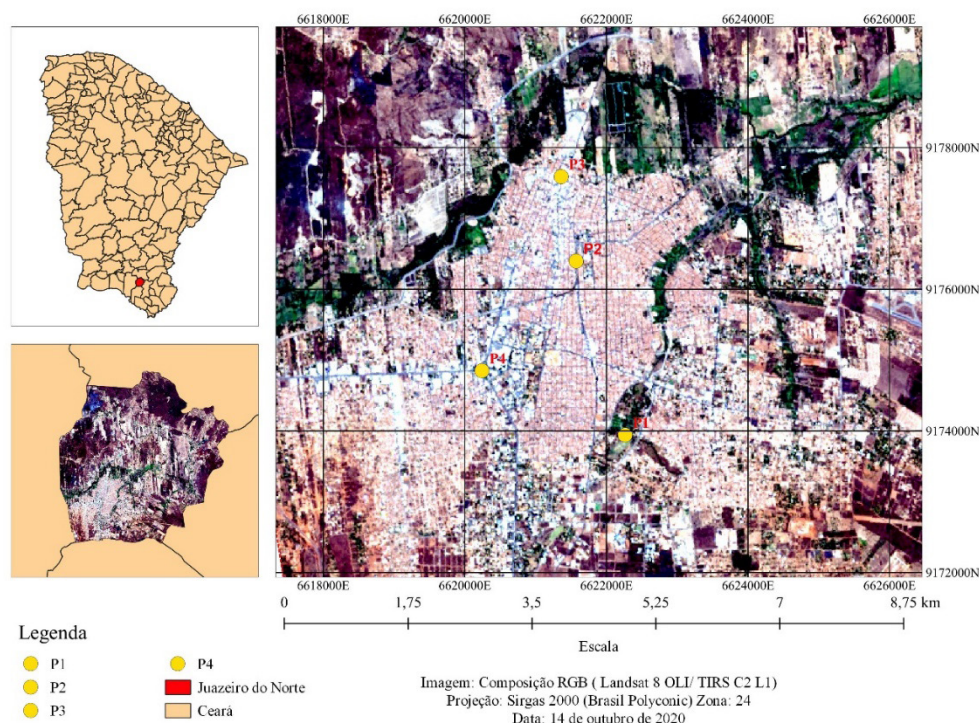 6618000E 6620000E 6622000E 6624000E 6626000E
9178000N
P3
P2
9176000N
P4
P1
9174000N
9172000N
6618000E 6620000E 6622000E 6624000E 6626000E
0 1,75 3,5 5,25 7 8,75 km
Escala
Legenda
P1
P2
P3
P4
Juazeiro do Norte
Ceará
Imagem: Composição RGB ( Landsat 8 OLI/ TIRS C2 L1)
Projeção: Sirgas 2000 (Brasil Polyconic) Zona: 24
Data: 14 de outubro de 2020